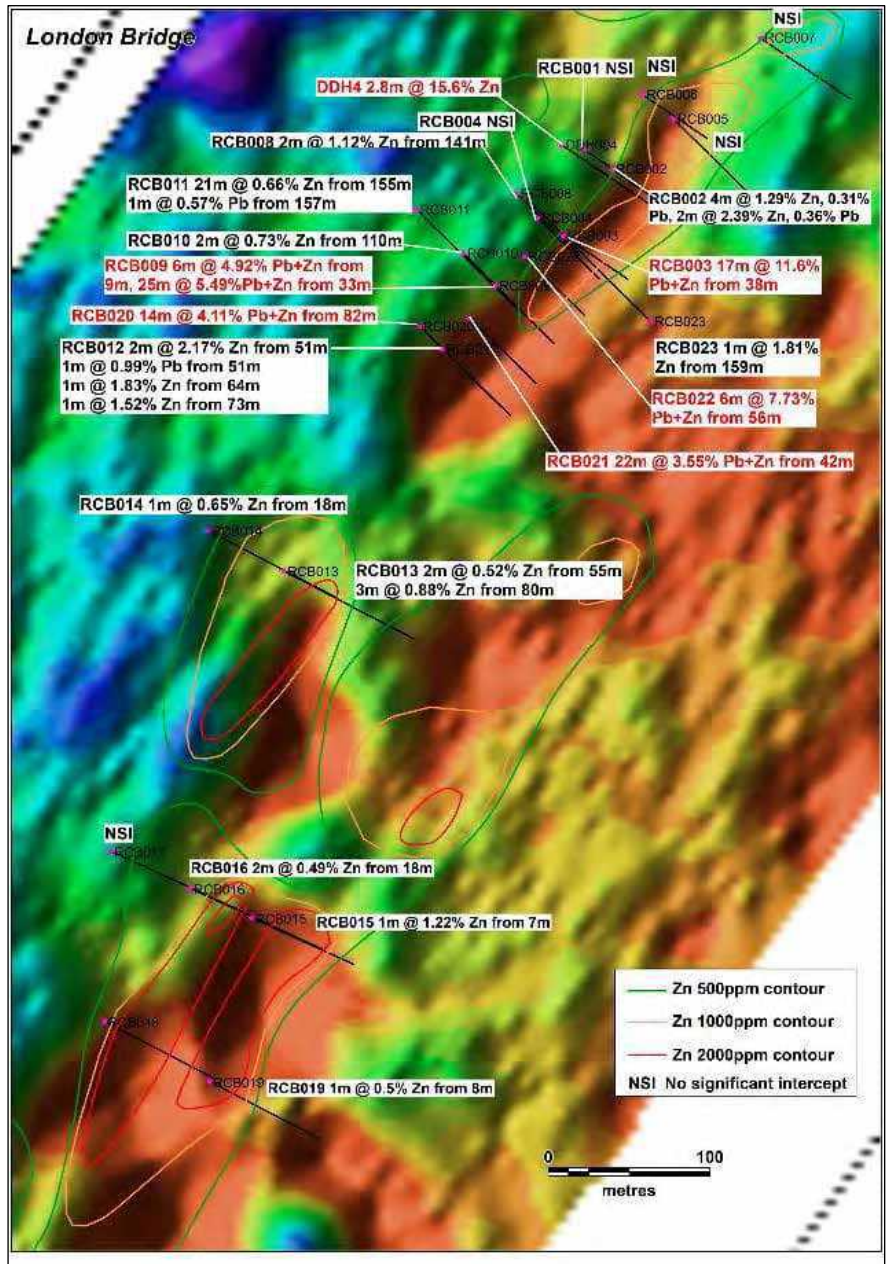 London Bridge
NSI
RCB007
RCB001 NSI
NSI
DDH4 2.8m @ 15.6% Zn
RCB006
RCB004 NSI
RCB005
RCB008 2m @ 1.12% Zn from 141m
NSI
RCB002
RCB011 21m @ 0.66% Zn from 155m
1m @ 0.57% Pb from 157m
RCB008
RCB002 4m @ 1.29% Zn, 0.31%
Pb, 2m @ 2.39% Zn, 0.36% Pb
RCB011
RCB004
RCB003
RCB010 2m @ 0.73% Zn from 110m
RCB010
RCB009 6m @ 4.92% Pb+Zn from
9m, 25m @ 5.49%Pb+Zn from 33m
RCB003 17m @ 11.6%
Pb+Zn from 38m
RCB020 14m @ 4.11% Pb+Zn from 82m
RCB020
RCB023
RCB012 2m @ 2.17% Zn from 51m
1m @ 0.99% Pb from 51m
1m @ 1.83% Zn from 64m
1m @ 1.52% Zn from 73m
RCB023 1m @ 1.81%
Zn from 159m
RCB022 6m @ 7.73%
Pb+Zn from 56m
RCB021 22m @ 3.55% Pb+Zn from 42m
RCB014 1m @ 0.65% Zn from 18m
RCB014
RCB013
RCB013 2m @ 0.52% Zn from 55m
3m @ 0.88% Zn from 80m
NSI
RCB016 2m @ 0.49% Zn from 18m
RCB016
RCB015
RCB015 1m @ 1.22% Zn from 7m
RCB018
RCB019
RCB019 1m @ 0.5% Zn from 8m
Zn 500ppm contour
Zn 1000ppm contour
Zn 2000ppm contour
NSI No significant intercept
0 100
metres